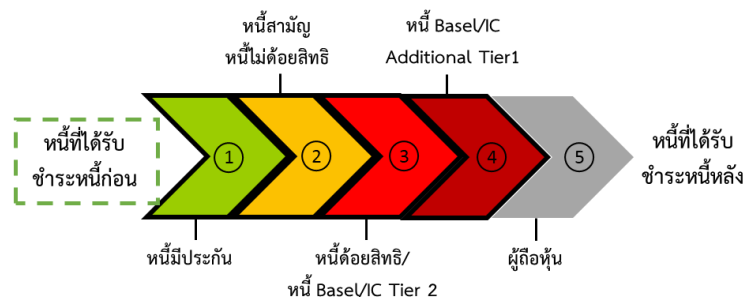 หนี้สามัญ
หนี้ไม่ด้อยสิทธิ
หนี้ Basel/IC
Additional Tier1
หนี้ที่ได้รับ
ชำระหนี้ก่อน
1
2
3
4
5
หนี้ที่ได้รับ
ชำระหนี้หลัง
หนี้มีประกัน
หนี้ด้อยสิทธิ/
หนี้ Basel/IC Tier 2
ผู้ถือหุ้น